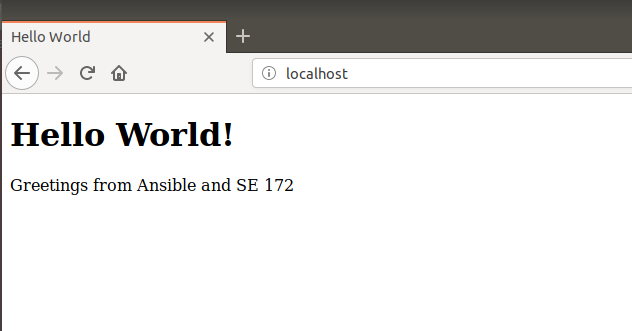 Hello World
localhost
Hello World!
Greetings from Ansible and SE 172